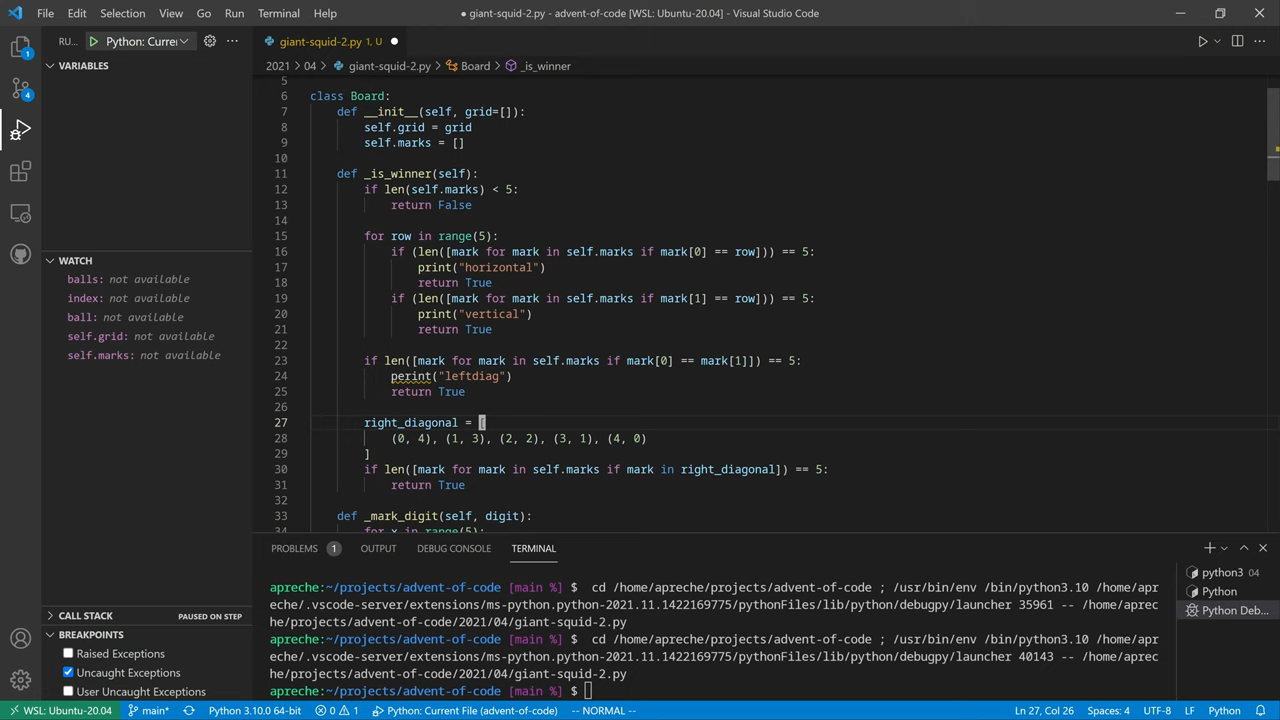 File Edit Selection View Go Run Terminal Help
● giant-squid-2.py - advent-of-code [WSL: Ubuntu-20.04] - Visual Studio Code
RU... Python: Curre
giant-squid-2.py 1, U
2021 > 04 > giant-squid-2.py > Board > _is_winner
VARIABLES
WATCH
balls: not available
index: not available
ball: not available
self.grid: not available
self.marks: not available
CALL STACK PAUSED ON STEP
BREAKPOINTS
Raised Exceptions
Uncaught Exceptions
User Uncaught Exceptions
1
4
5
6 class Board:
7 def __init__(self, grid=[]):
8 self.grid = grid
9 self.marks = []
10
11 def _is_winner(self):
12 if len(self.marks) < 5:
13 return False
14
15 for row in range(5):
16 if (len([mark for mark in self.marks if mark[0] == row])) == 5:
17 print("horizontal")
18 return True
19 if (len([mark for mark in self.marks if mark[1] == row])) == 5:
20 print("vertical")
21 return True
22
23 if len([mark for mark in self.marks if mark[0] == mark[1]]) == 5:
24 perint("leftdiag")
25 return True
26
27 right_diagonal = [
28 (0, 4), (1, 3), (2, 2), (3, 1), (4, 0)
29 ]
30 if len([mark for mark in self.marks if mark in right_diagonal]) == 5:
31 return True
32
33 def _mark_digit(self, digit):
34 for x in range(5):
PROBLEMS 1 OUTPUT DEBUG CONSOLE TERMINAL
apreche:~/projects/advent-of-code [main %] $ cd /home/apreche/projects/advent-of-code ; /usr/bin/env /bin/python3.10 /home/apr
eche/.vscode-server/extensions/ms-python.python-2021.11.1422169775/pythonFiles/lib/python/debugpy/launcher 35961 -- /home/aprec
he/projects/advent-of-code/2021/04/giant-squid-2.py
apreche:~/projects/advent-of-code [main %] $ cd /home/apreche/projects/advent-of-code ; /usr/bin/env /bin/python3.10 /home/apr
eche/.vscode-server/extensions/ms-python.python-2021.11.1422169775/pythonFiles/lib/python/debugpy/launcher 40143 -- /home/aprec
he/projects/advent-of-code/2021/04/giant-squid-2.py
apreche:~/projects/advent-of-code [main %] $
python3 04
Python
Python Deb...
WSL: Ubuntu-20.04 main* Python 3.10.0 64-bit 0 1 Python: Current File (advent-of-code) -- NORMAL -- Ln 27, Col 26 Spaces: 4 UTF-8 LF Python